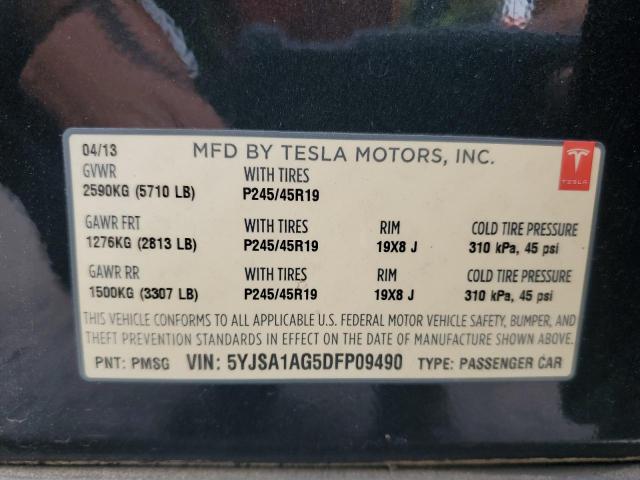 04/13 MFD BY TESLA MOTORS, INC.
TESLA
GVWR WITH TIRES
2590KG (5710 LB) P245/45R19
GAWR FRT WITH TIRES RIM COLD TIRE PRESSURE
1276KG (2813 LB) P245/45R19 19X8 J 310 kPa, 45 psi
GAWR RR WITH TIRES RIM COLD TIRE PRESSURE
1500KG (3307 LB) P245/45R19 19X8 J 310 kPa, 45 psi
THIS VEHICLE CONFORMS TO ALL APPLICABLE U.S. FEDERAL MOTOR VEHICLE SAFETY, BUMPER, AND
THEFT PREVENTION STANDARDS IN EFFECT ON THE DATE OF MANUFACTURE SHOWN ABOVE.
PNT: PMSG VIN: 5YJSA1AG5DFP09490 TYPE: PASSENGER CAR